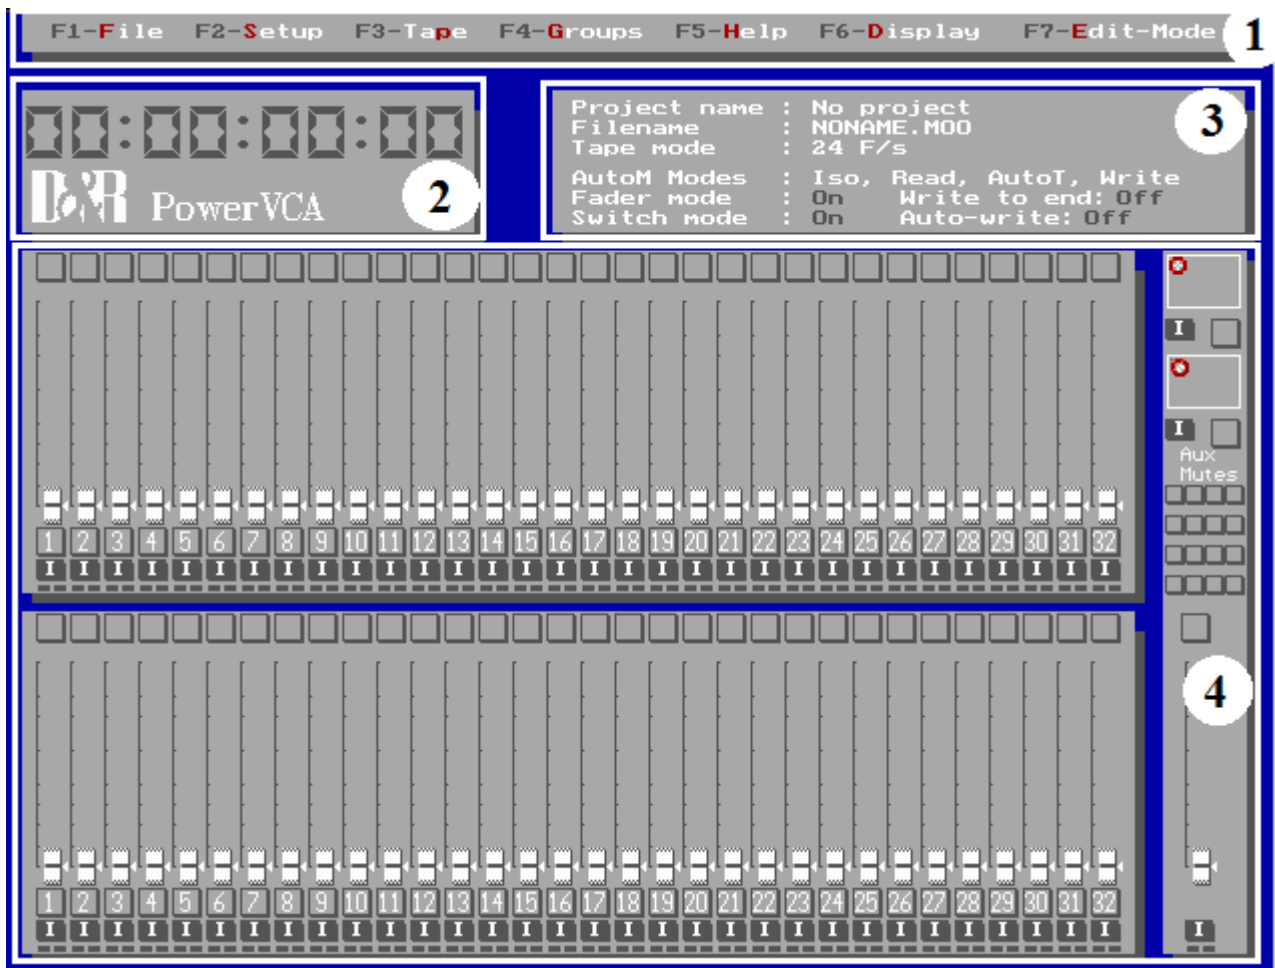 F1-File F2-Setup F3-Tape F4-Groups F5-Help F6-Display F7-Edit-Mode
1
00:00:00:00
D&R PowerVCA
2
Project name : No project
Filename : NONAME.MOO
Tape mode : 24 F/s
AutoM Modes : Iso, Read, AutoT, Write
Fader mode : On Write to end: Off
Switch mode : On Auto-write: Off
3
1 2 3 4 5 6 7 8 9 10 11 12 13 14 15 16 17 18 19 20 21 22 23 24 25 26 27 28 29 30 31 32
I I I I I I I I I I I I I I I I I I I I I I I I I I I I I I I I
1 2 3 4 5 6 7 8 9 10 11 12 13 14 15 16 17 18 19 20 21 22 23 24 25 26 27 28 29 30 31 32
I I I I I I I I I I I I I I I I I I I I I I I I I I I I I I I I
I
I
Aux
Mutes
4
I